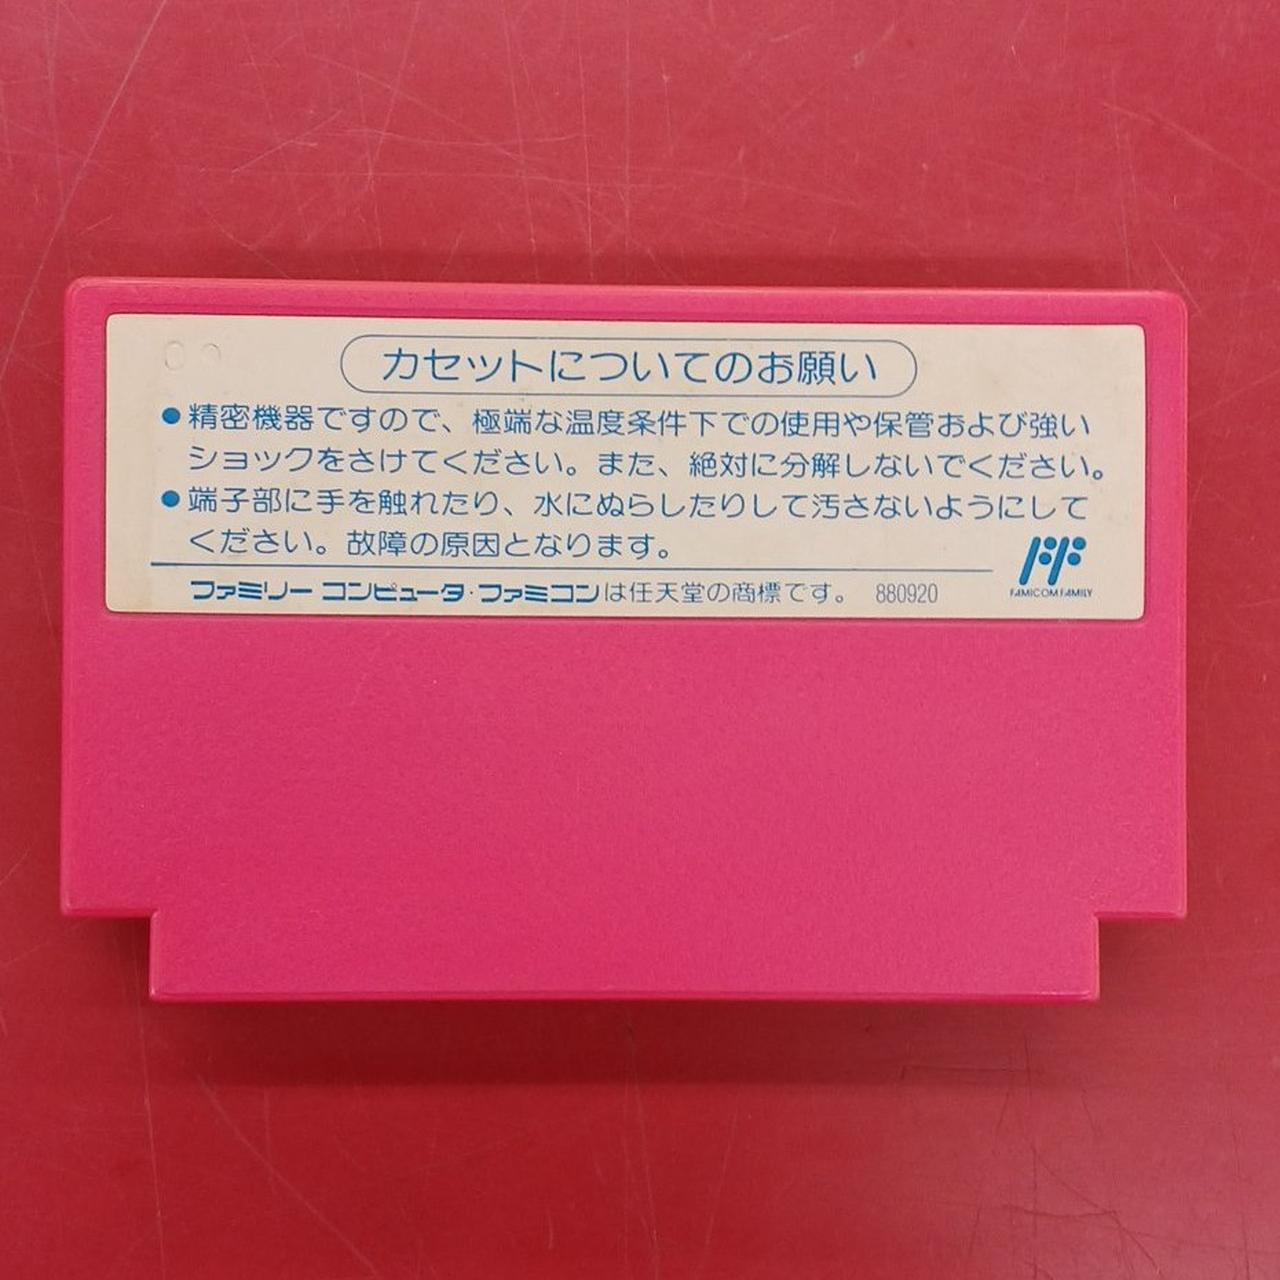 カセットについてのお願い
●精密機器ですので、極端な温度条件下での使用や保管および強い
ショックをさけてください。また、絶対に分解しないでください。
●端子部に手を触れたり、水にぬらしたりして汚さないようにして
ください。故障の原因となります。
ファミリーコンピュータ・ファミコンは任天堂の商標です。 880920
FAMICOM FAMILY